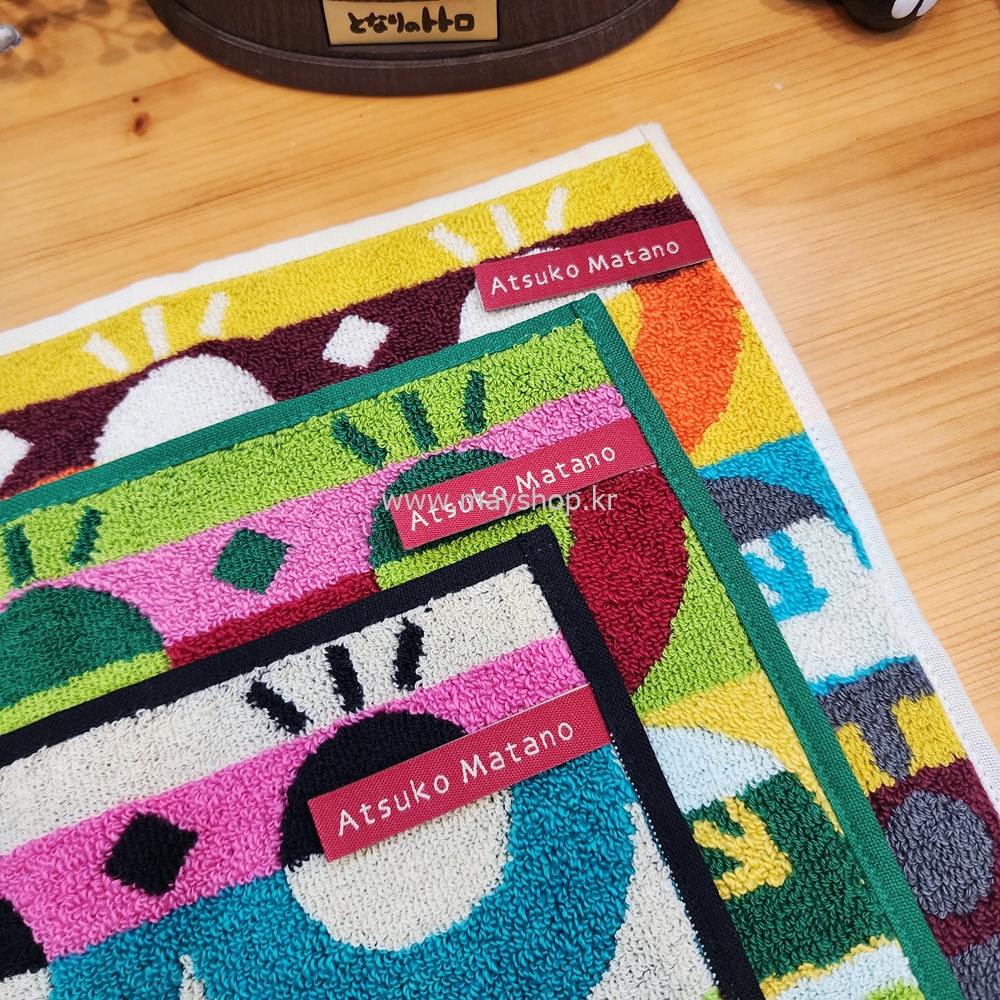 となりのトトロ
Atsuko Matano
Atsuko Matano
www.nkayshop.kr
Atsuko Matano